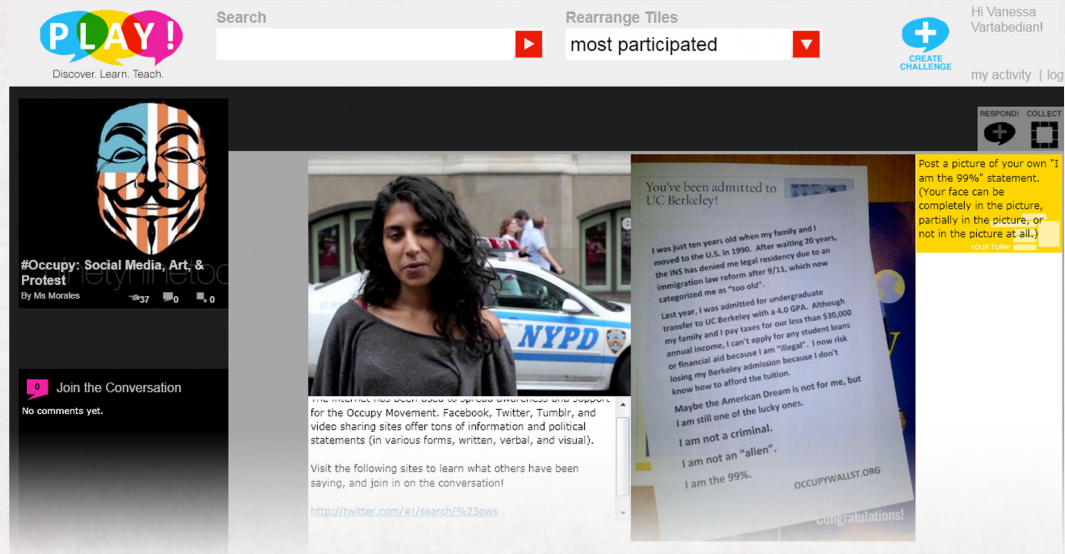 PLAY!
Discover. Learn. Teach.
Search
Rearrange Tiles
most participated
CREATE
CHALLENGE
Hi Vanessa
Vartabedian!
my activity | log
RESPOND! COLLECT
#Occupy: Social Media, Art, &
Protest
By Ms Morales
37 0 0
0 Join the Conversation
No comments yet.
NYPD
The internet has been used to spread awareness and support
for the Occupy Movement. Facebook, Twitter, Tumblr, and
video sharing sites offer tons of information and political
statements (in various forms, written, verbal, and visual).
Visit the following sites to learn what others have been
saying, and join in on the conversation!
http://twitter.com/#!/search/%23ows
You've been admitted to
UC Berkeley!
I was just ten years old when my family and I
moved to the U.S. in 1990. After waiting 20 years,
the INS has denied me legal residency due to an
immigration law reform after 9/11, which now
categorized me as "too old".
Last year, I was admitted for undergraduate
transfer to UC Berkeley with a 4.0 GPA. Although
my family and I pay taxes for our less than $30,000
annual income, I can't apply for any student loans
or financial aid because I am "illegal". I now risk
losing my Berkeley admission because I don't
know how to afford the tuition.
Maybe the American Dream is not for me, but
I am still one of the lucky ones.
I am not a criminal.
I am not an "alien".
I am the 99%.
OCCUPYWALLST.ORG
Congratulations!
Post a picture of your own "I
am the 99%" statement.
(Your face can be
completely in the picture,
partially in the picture, or
not in the picture at all.)
YOUR TURN!